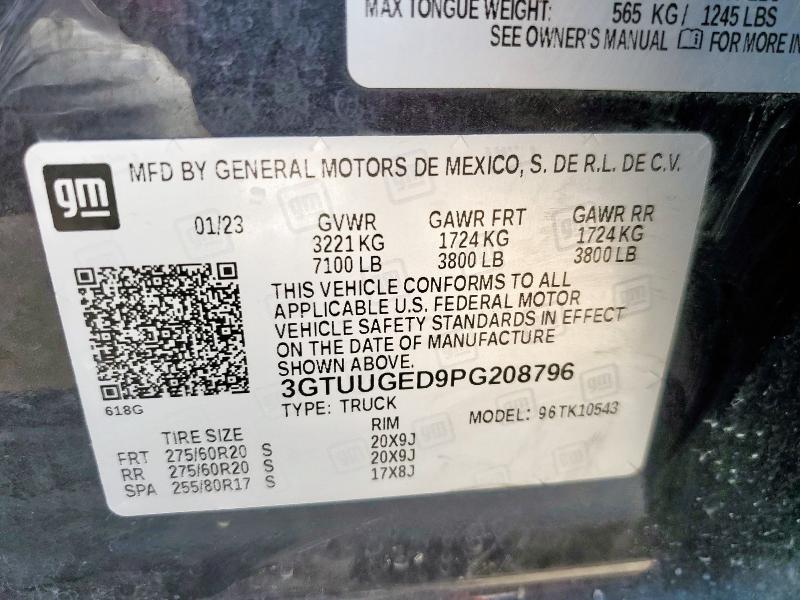 MAX TONGUE WEIGHT: 565 KG/ 1245 LBS
SEE OWNER'S MANUAL FOR MORE IN
gm
MFD BY GENERAL MOTORS DE MEXICO, S. DE R.L. DE C.V.
01/23 GVWR GAWR FRT GAWR RR
3221 KG 1724 KG 1724 KG
7100 LB 3800 LB 3800 LB
THIS VEHICLE CONFORMS TO ALL
APPLICABLE U.S. FEDERAL MOTOR
VEHICLE SAFETY STANDARDS IN EFFECT
ON THE DATE OF MANUFACTURE
SHOWN ABOVE.
3GTUUGED9PG208796
618G TYPE: TRUCK MODEL: 96TK10543
TIRE SIZE RIM
FRT 275/60R20 S 20X9J
RR 275/60R20 S 20X9J
SPA 255/80R17 S 17X8J